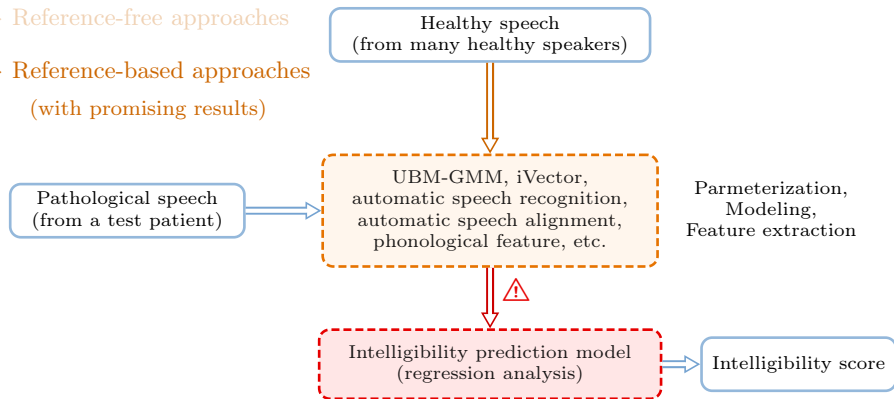 - Reference-free approaches
- Reference-based approaches
(with promising results)
Healthy speech
(from many healthy speakers)
Pathological speech
(from a test patient)
UBM-GMM, iVector,
automatic speech recognition,
automatic speech alignment,
phonological feature, etc.
Parmeterization,
Modeling,
Feature extraction
!
Intelligibility prediction model
(regression analysis)
Intelligibility score